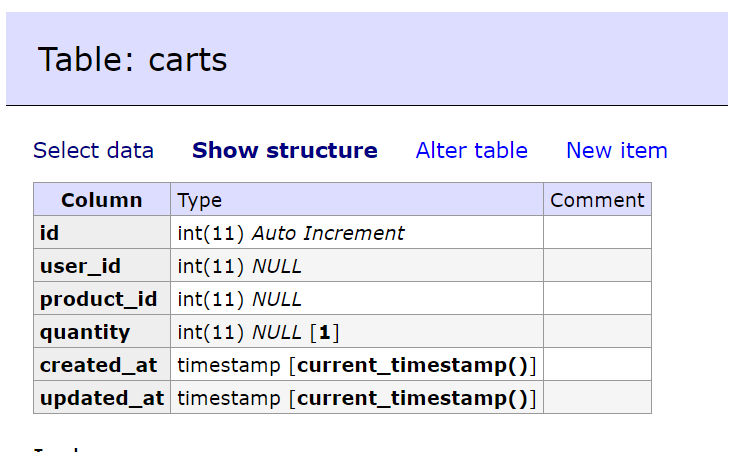 Table: carts
Select data Show structure Alter table New item
Column Type Comment
id int(11) Auto Increment
user_id int(11) NULL
product_id int(11) NULL
quantity int(11) NULL [1]
created_at timestamp [current_timestamp()]
updated_at timestamp [current_timestamp()]